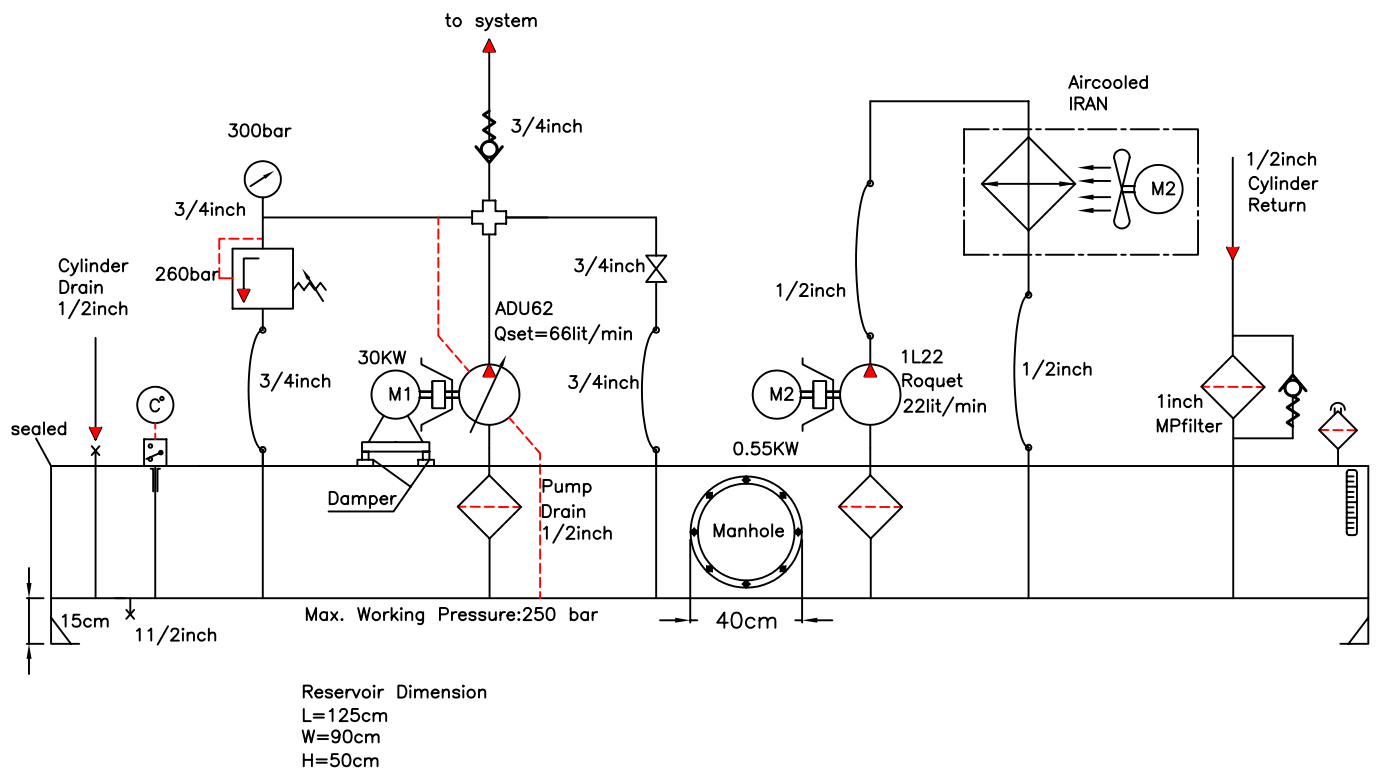 to system
3/4inch
300bar
3/4inch
260bar
Cylinder
Drain
1/2inch
C°
sealed
3/4inch
30KW
M1
ADU62
Qset=66lit/min
3/4inch
3/4inch
Damper
Pump
Drain
1/2inch
Aircooled
IRAN
M2
1/2inch
Cylinder
Return
1/2inch
1L22
Roquet
22lit/min
M2
0.55KW
1/2inch
1inch
MPfilter
Manhole
40cm
15cm
11/2inch
Max. Working Pressure:250 bar
Reservoir Dimension
L=125cm
W=90cm
H=50cm